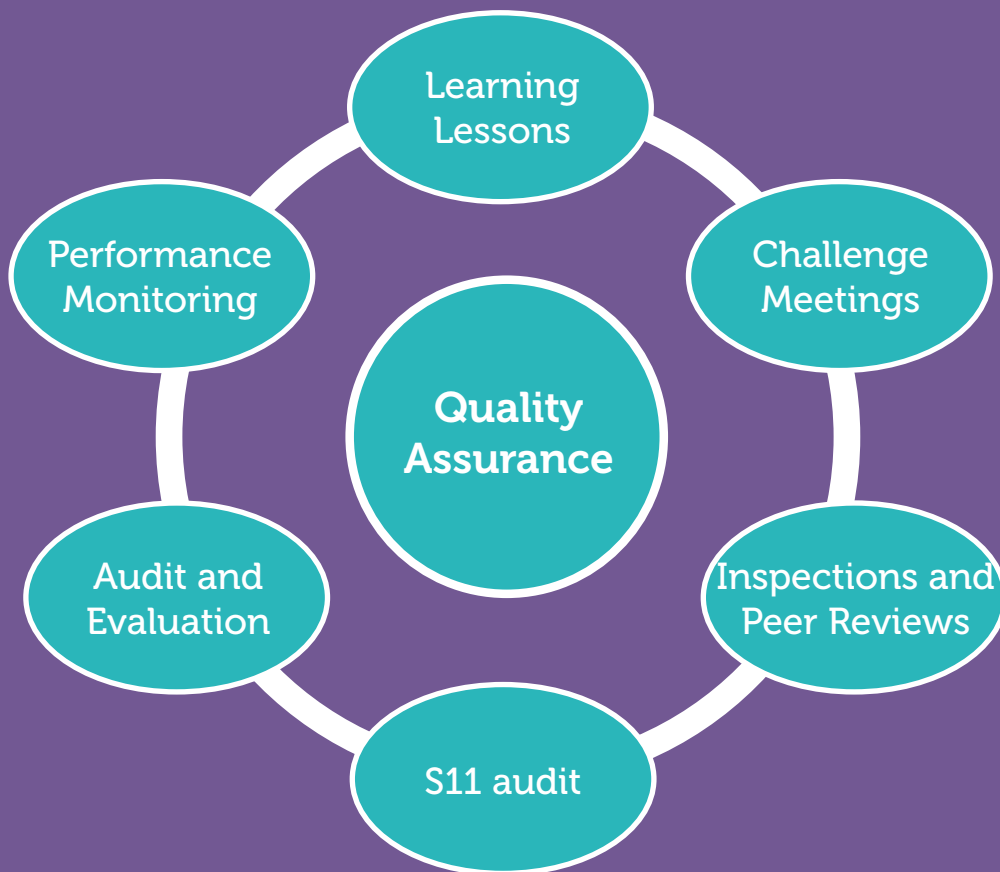 Learning
Lessons
Performance
Monitoring
Challenge
Meetings
Quality
Assurance
Audit and
Evaluation
Inspections and
Peer Reviews
S11 audit